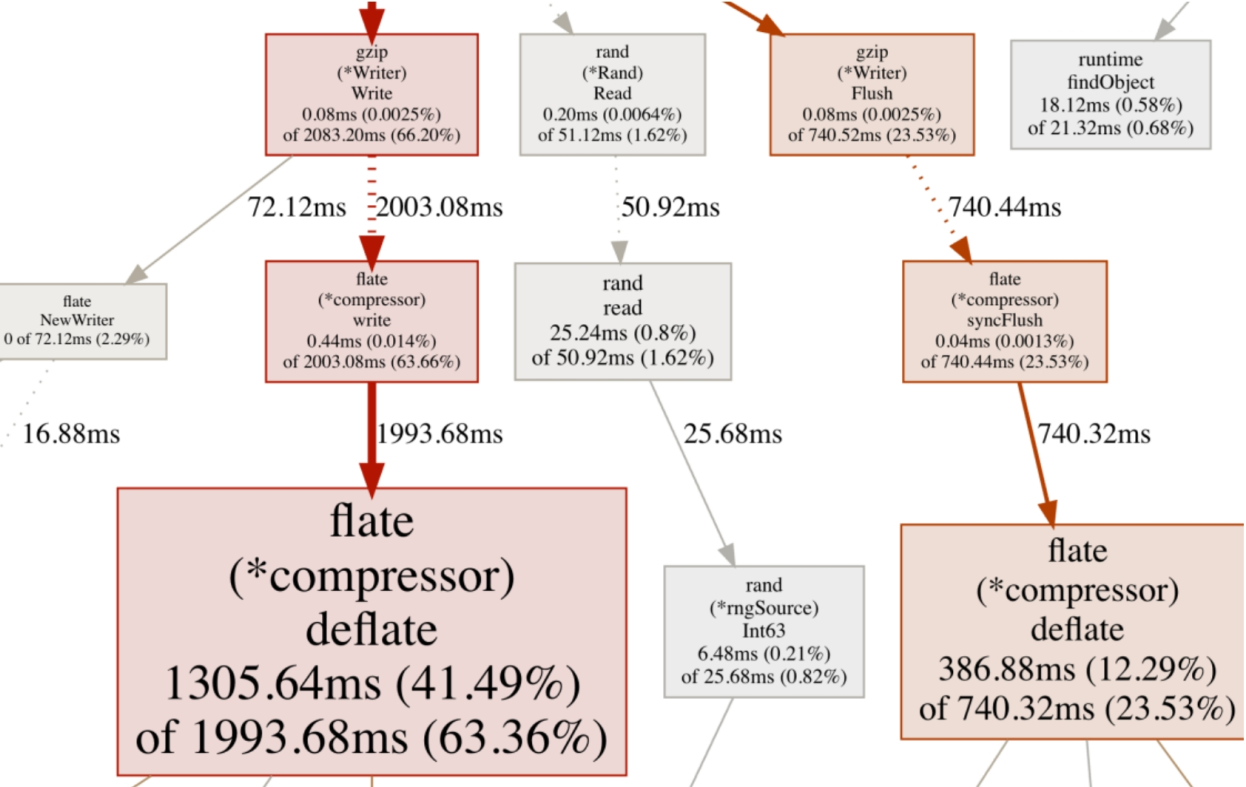 gzip
(*Writer)
Write
0.08ms (0.0025%)
of 2083.20ms (66.20%)
rand
(*Rand)
Read
0.20ms (0.0064%)
of 51.12ms (1.62%)
gzip
(*Writer)
Flush
0.08ms (0.0025%)
of 740.52ms (23.53%)
runtime
findObject
18.12ms (0.58%)
of 21.32ms (0.68%)
72.12ms
2003.08ms
50.92ms
740.44ms
flate
NewWriter
0 of 72.12ms (2.29%)
flate
(*compressor)
write
0.44ms (0.014%)
of 2003.08ms (63.66%)
rand
read
25.24ms (0.8%)
of 50.92ms (1.62%)
flate
(*compressor)
syncFlush
0.04ms (0.0013%)
of 740.44ms (23.53%)
16.88ms
1993.68ms
25.68ms
740.32ms
flate
(*compressor)
deflate
1305.64ms (41.49%)
of 1993.68ms (63.36%)
rand
(*rngSource)
Int63
6.48ms (0.21%)
of 25.68ms (0.82%)
flate
(*compressor)
deflate
386.88ms (12.29%)
of 740.32ms (23.53%)